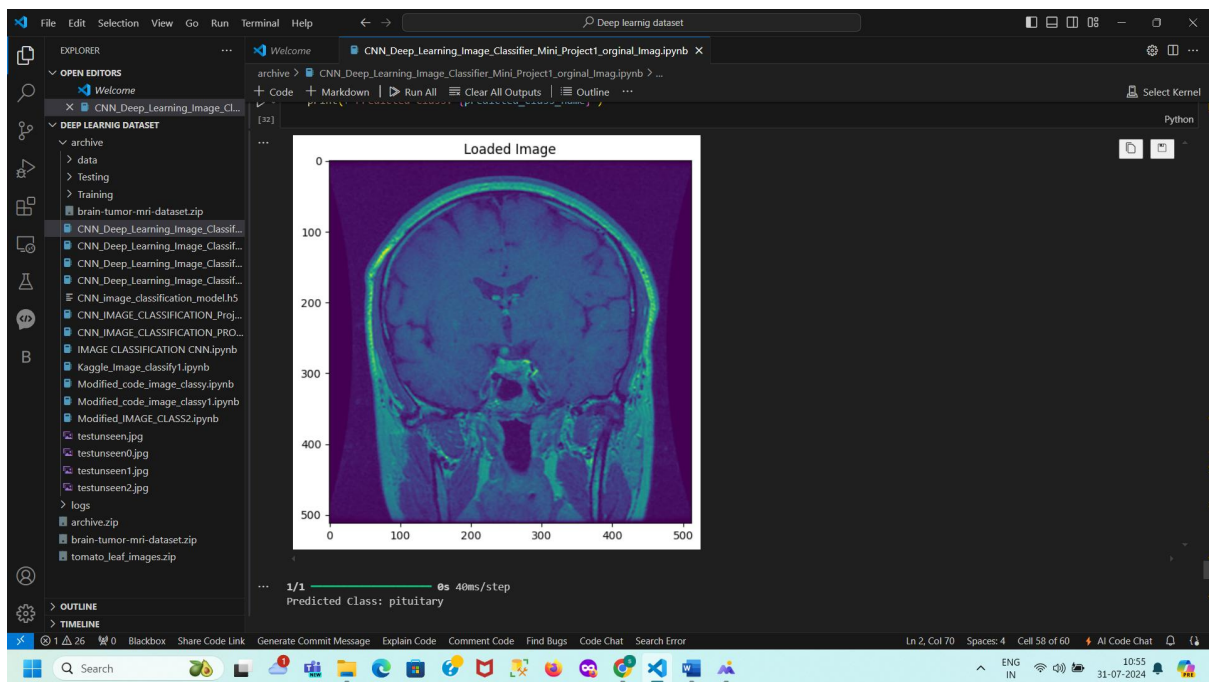 File Edit Selection View Go Run Terminal Help
Deep learnig dataset
EXPLORER
OPEN EDITORS
Welcome
CNN_Deep_Learning_Image_Cl...
DEEP LEARNIG DATASET
archive
data
Testing
Training
brain-tumor-mri-dataset.zip
CNN_Deep_Learning_Image_Classif...
CNN_Deep_Learning_Image_Classif...
CNN_Deep_Learning_Image_Classif...
CNN_Deep_Learning_Image_Classif...
CNN_image_classification_model.h5
CNN_IMAGE_CLASSIFICATION_Proj...
CNN_IMAGE_CLASSIFICATION_PRO...
IMAGE CLASSIFICATION CNN.ipynb
Kaggle_Image_classify1.ipynb
Modified_code_image_classy.ipynb
Modified_code_image_classy1.ipynb
Modified_IMAGE_CLASS2.ipynb
testunseen.jpg
testunseen0.jpg
testunseen1.jpg
testunseen2.jpg
logs
archive.zip
brain-tumor-mri-dataset.zip
tomato_leaf_images.zip
OUTLINE
TIMELINE
Welcome CNN_Deep_Learning_Image_Classifier_Mini_Project1_orginal_Imag.ipynb
archive > CNN_Deep_Learning_Image_Classifier_Mini_Project1_orginal_Imag.ipynb > ...
+ Code + Markdown | Run All Clear All Outputs | Outline ... Select Kernel
[32] Python
Loaded Image
0
100
200
300
400
500
0 100 200 300 400 500
1/1 0s 40ms/step
Predicted Class: pituitary
1 26 0 Blackbox Share Code Link Generate Commit Message Explain Code Comment Code Find Bugs Code Chat Search Error Ln 2, Col 70 Spaces: 4 Cell 58 of 60 AI Code Chat
Search
ENG
IN
10:55
31-07-2024